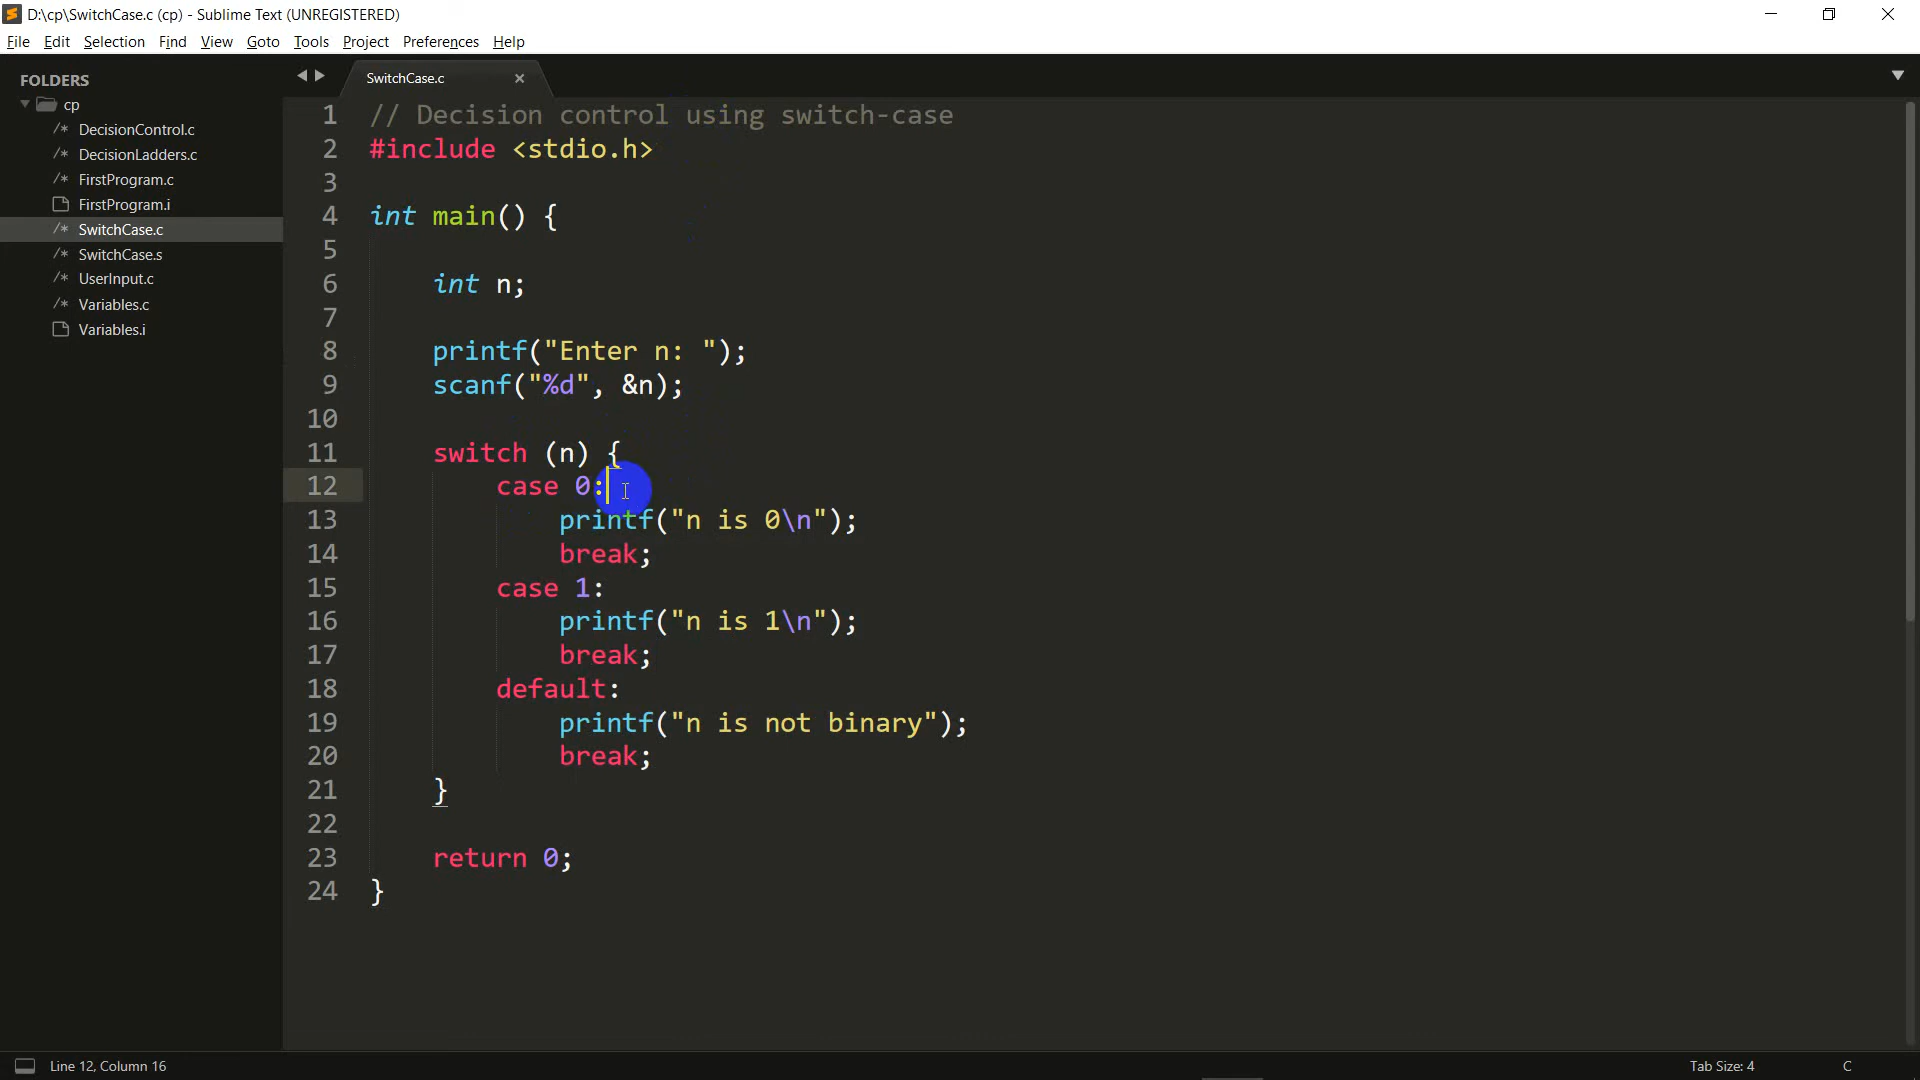 D:\cp\SwitchCase.c (cp) - Sublime Text (UNREGISTERED)
File Edit Selection Find View Goto Tools Project Preferences Help
FOLDERS
cp
/* DecisionControl.c
/* DecisionLadders.c
/* FirstProgram.c
FirstProgram.i
/* SwitchCase.c
/* SwitchCase.s
/* UserInput.c
/* Variables.c
Variables.i
SwitchCase.c
1 // Decision control using switch-case
2 #include <stdio.h>
3
4 int main() {
5
6     int n;
7
8     printf("Enter n: ");
9     scanf("%d", &n);
10
11     switch (n) {
12         case 0:
13             printf("n is 0\n");
14             break;
15         case 1:
16             printf("n is 1\n");
17             break;
18         default:
19             printf("n is not binary");
20             break;
21     }
22
23     return 0;
24 }
Line 12, Column 16
Tab Size: 4
C